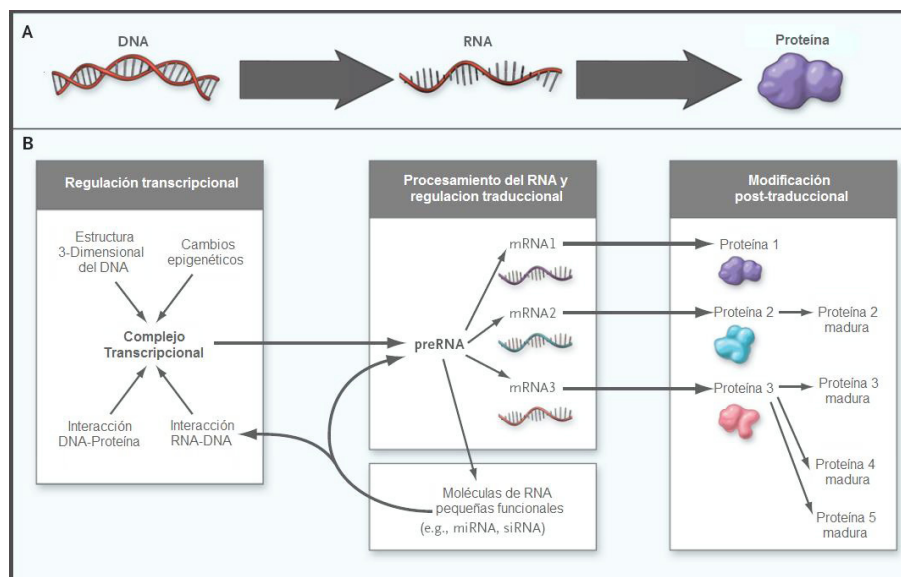 A
DNA
RNA
Proteína
B
Regulación transcripcional
Estructura
3-Dimensional
del DNA
Cambios
epigenéticos
Complejo
Transcripcional
Interacción
DNA-Proteína
Interacción
RNA-DNA
Procesamiento del RNA y
regulacion traduccional
mRNA1
mRNA2
preRNA
mRNA3
Moléculas de RNA
pequeñas funcionales
(e.g., miRNA, siRNA)
Modificación
post-traduccional
Proteína 1
Proteína 2
Proteína 2
madura
Proteína 3
Proteína 3
madura
Proteína 4
madura
Proteína 5
madura